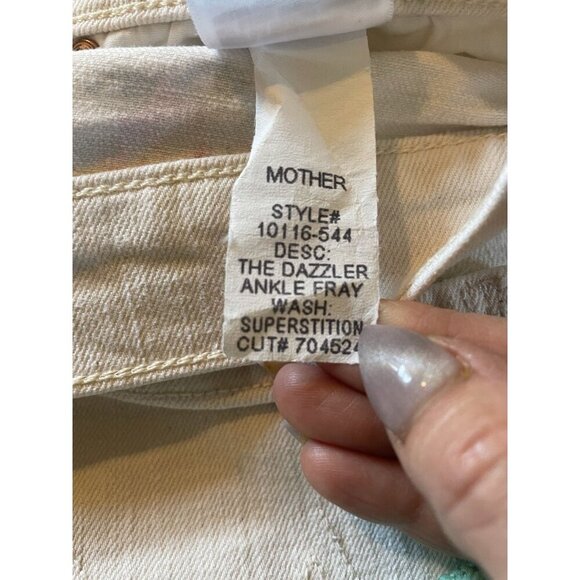 MOTHER
STYLE#
10116-544
DESC:
THE DAZZLER
ANKLE FRAY
WASH:
SUPERSTITION
CUT# 704524